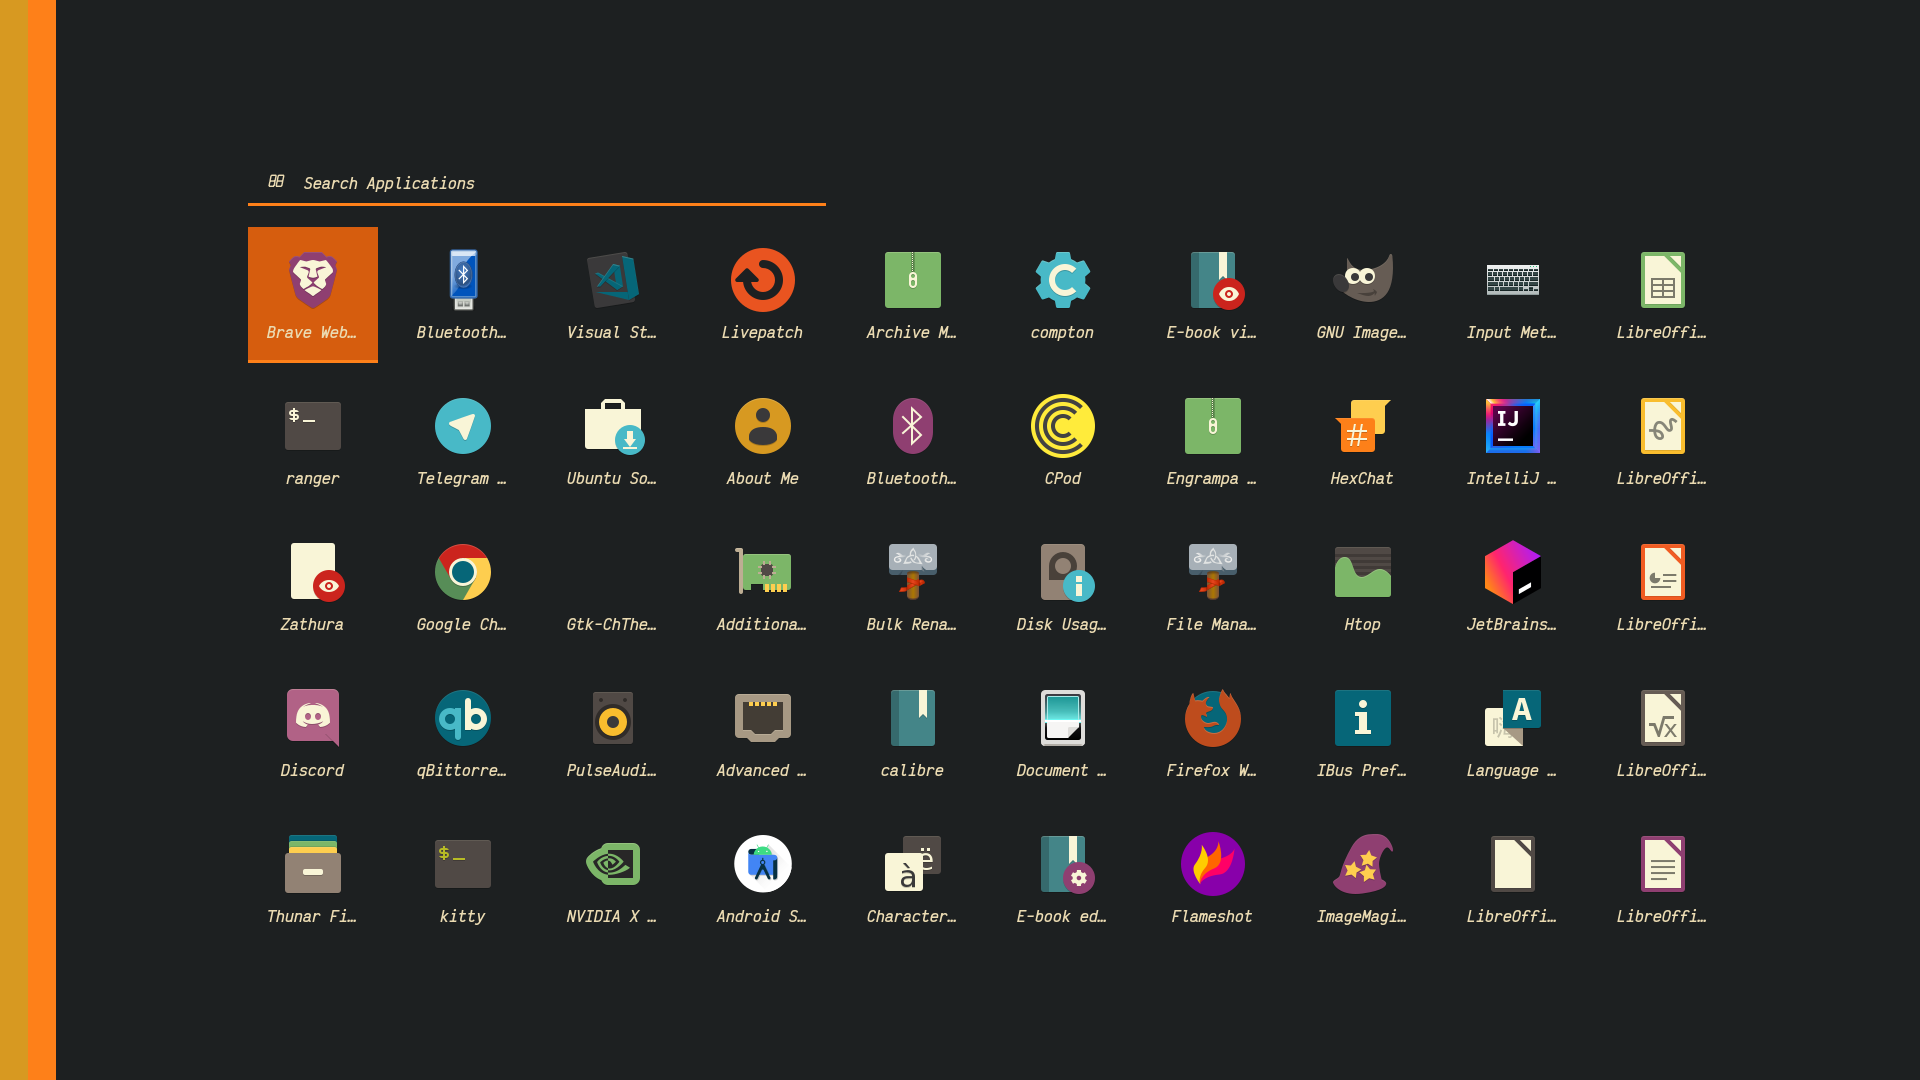 Search Applications
Brave Web… Bluetooth… Visual St… Livepatch Archive M… compton E-book vi… GNU Image… Input Met… LibreOffi…
$_ # IJ
ranger Telegram … Ubuntu So… About Me Bluetooth… CPod Engrampa … HexChat IntelliJ … LibreOffi…
Zathura Google Ch… Gtk-ChThe… Additiona… Bulk Rena… Disk Usag… File Mana… Htop JetBrains… LibreOffi…
qb i A √x
Discord qBittorre… PulseAudi… Advanced … calibre Document … Firefox W… IBus Pref… Language … LibreOffi…
$_ à ë
Thunar Fi… kitty NVIDIA X … Android S… Character… E-book ed… Flameshot ImageMagi… LibreOffi… LibreOffi…